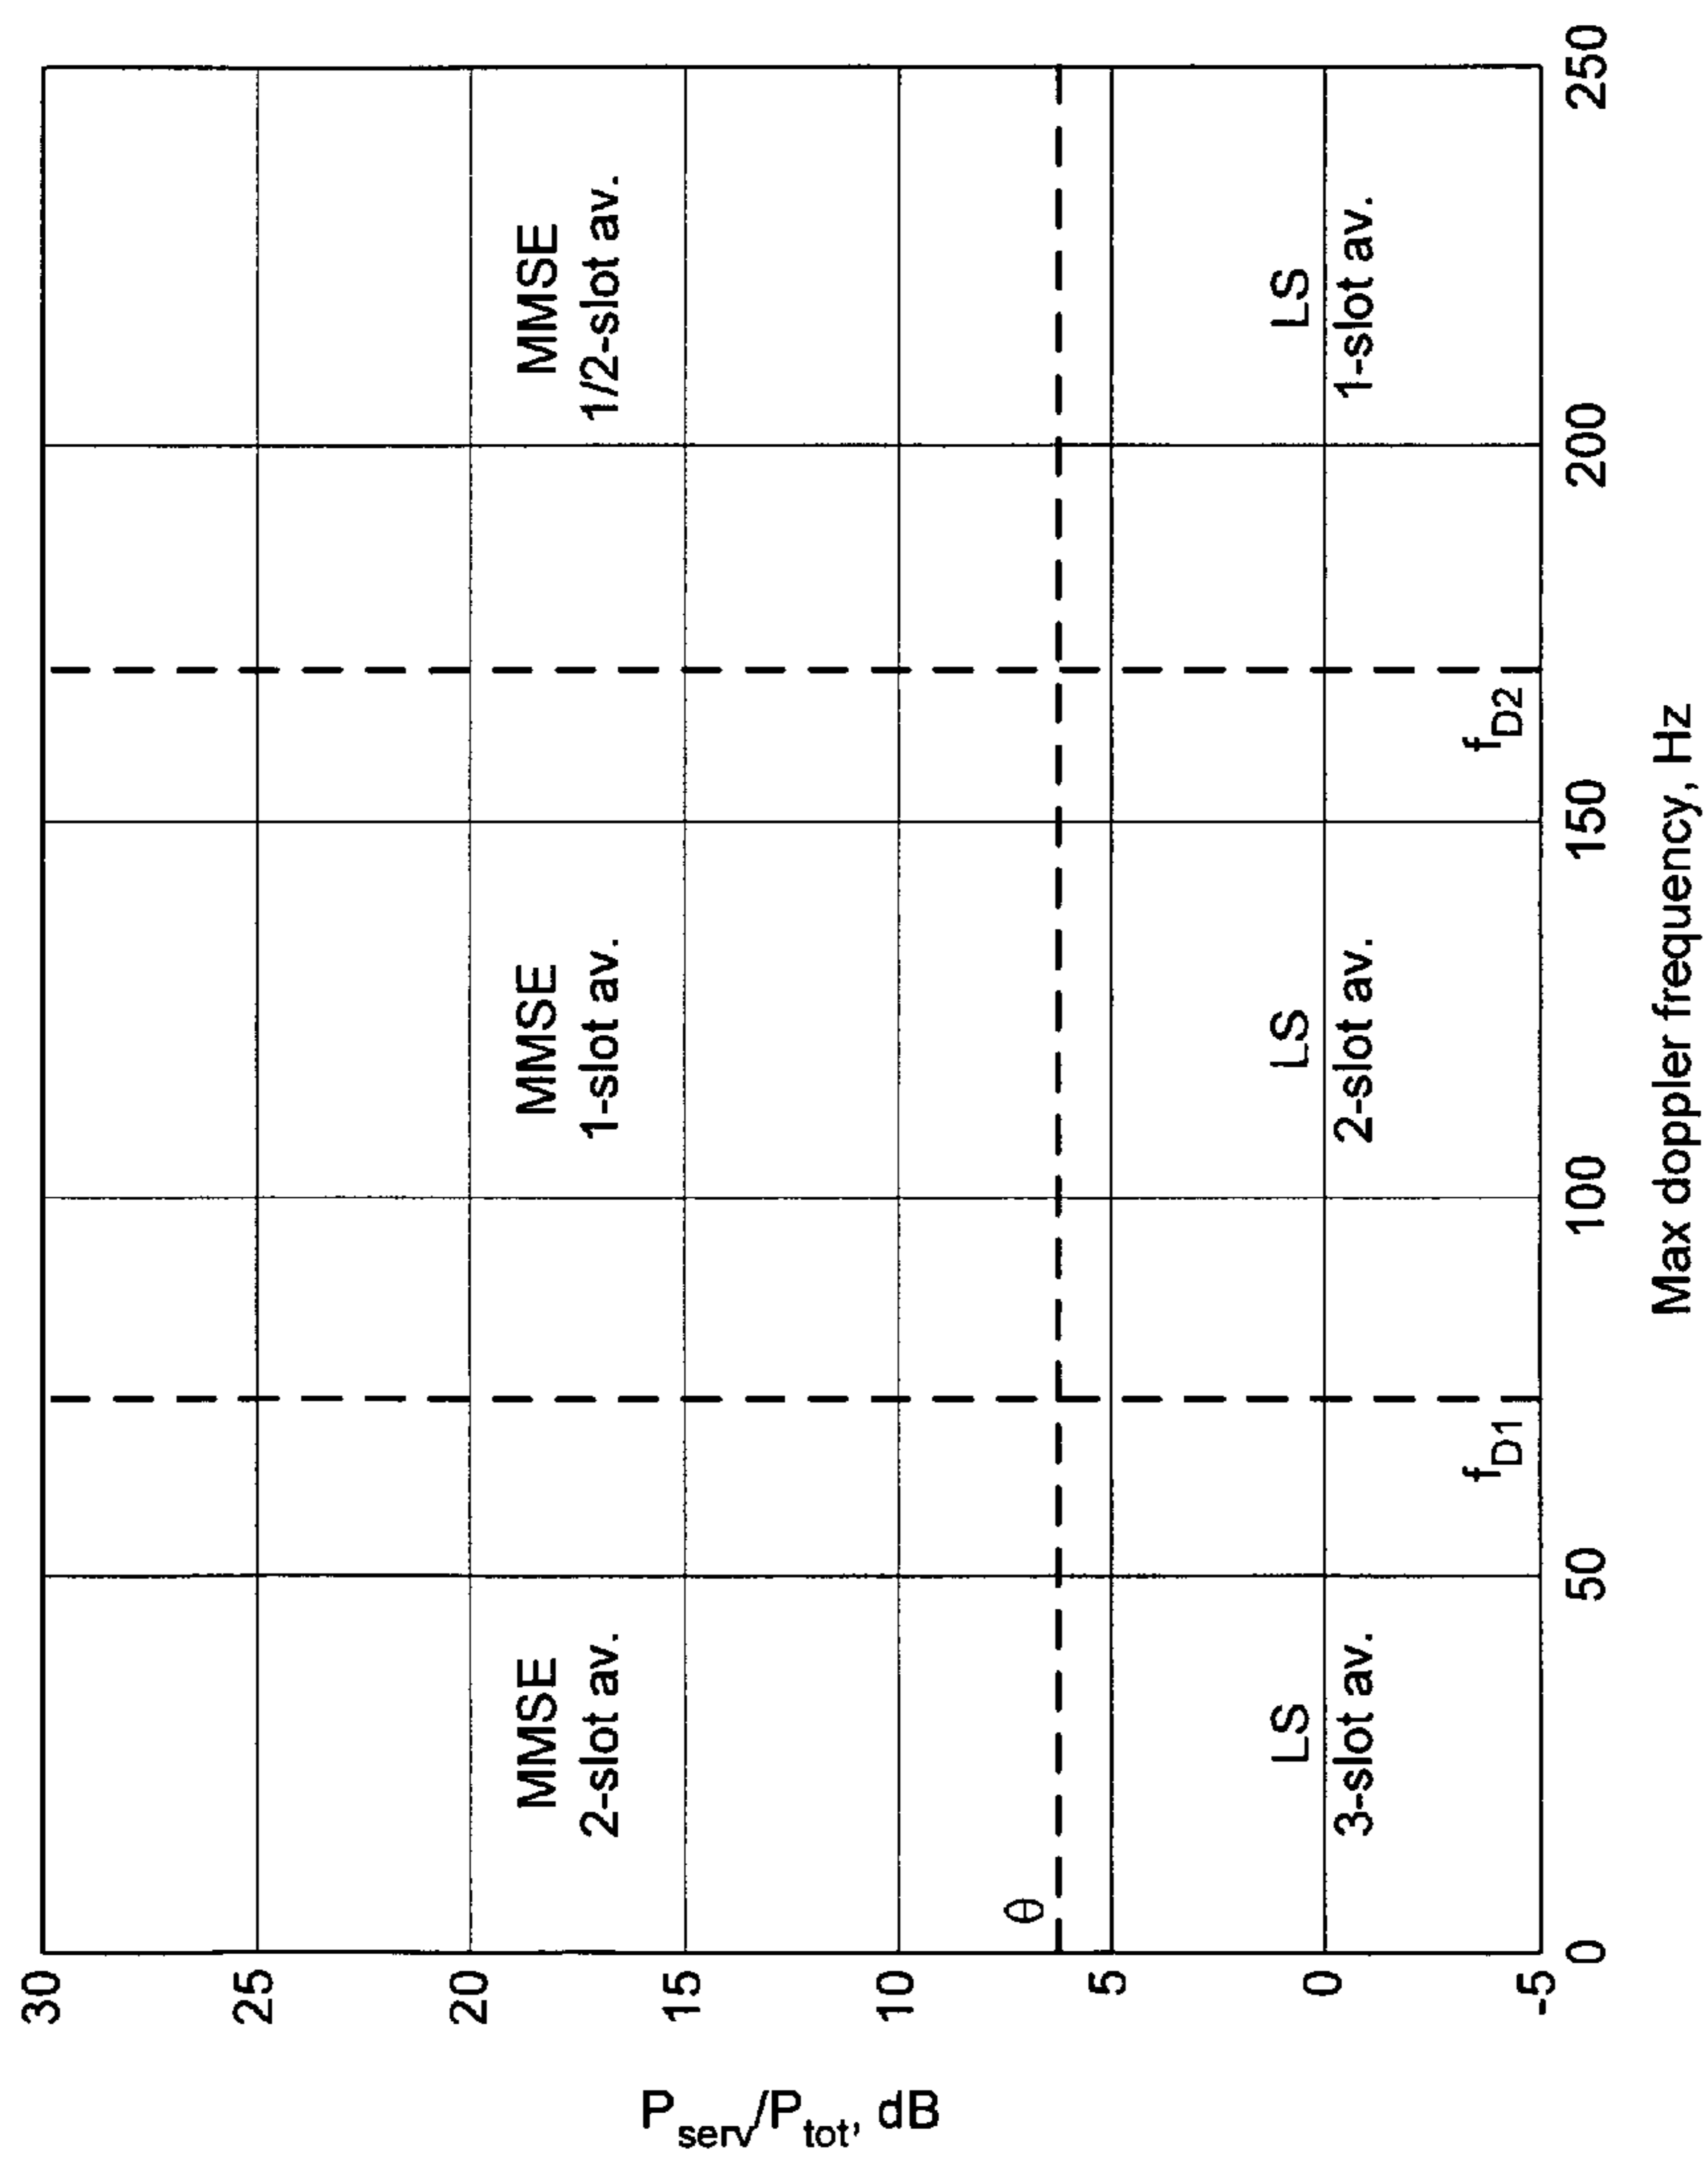 30
25
20
15
10
5
0
-5
P_serv/P_tot, dB
MMSE
2-slot av.
MMSE
1-slot av.
MMSE
1/2-slot av.
θ
LS
3-slot av.
LS
2-slot av.
LS
1-slot av.
f_D1
f_D2
0
50
100
150
200
250
Max doppler frequency, Hz